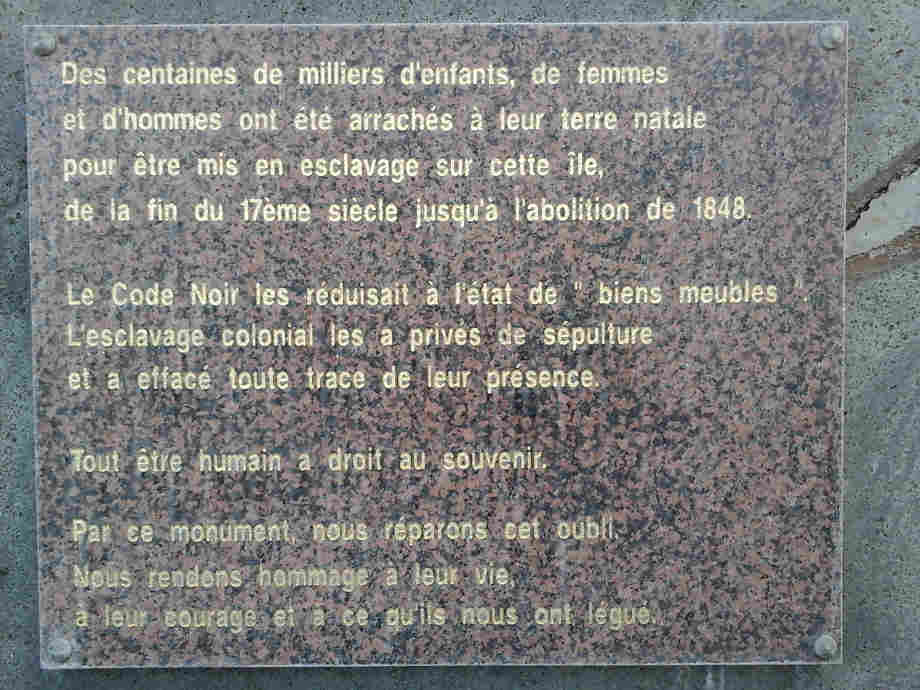 Des centaines de milliers d'enfants, de femmes
et d'hommes ont été arrachés à leur terre natale
pour être mis en esclavage sur cette île,
de la fin du 17ème siècle jusqu'à l'abolition de 1848.
Le Code Noir les réduisait à l'état de " biens meubles ".
L'esclavage colonial les a privés de sépulture
et a effacé toute trace de leur présence.
Tout être humain a droit au souvenir.
Par ce monument, nous réparons cet oubli.
Nous rendons hommage à leur vie,
à leur courage et à ce qu'ils nous ont légué.